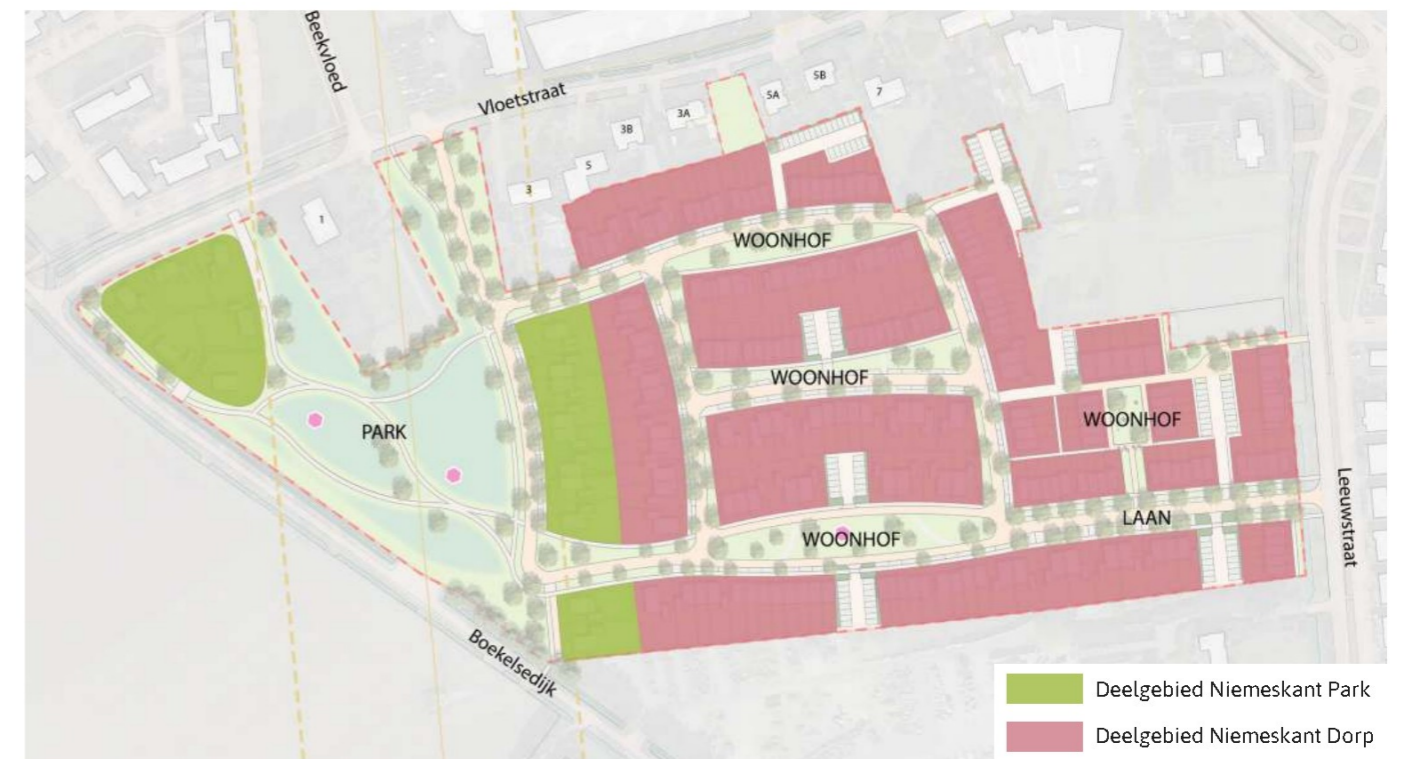 Beekvloed
Vloetstraat
5B
5A
7
3A
3B
5
3
1
WOONHOF
WOONHOF
WOONHOF
PARK
WOONHOF
LAAN
Leeuwstraat
Boekelsedijk
Deelgebied Niemeskant Park
Deelgebied Niemeskant Dorp